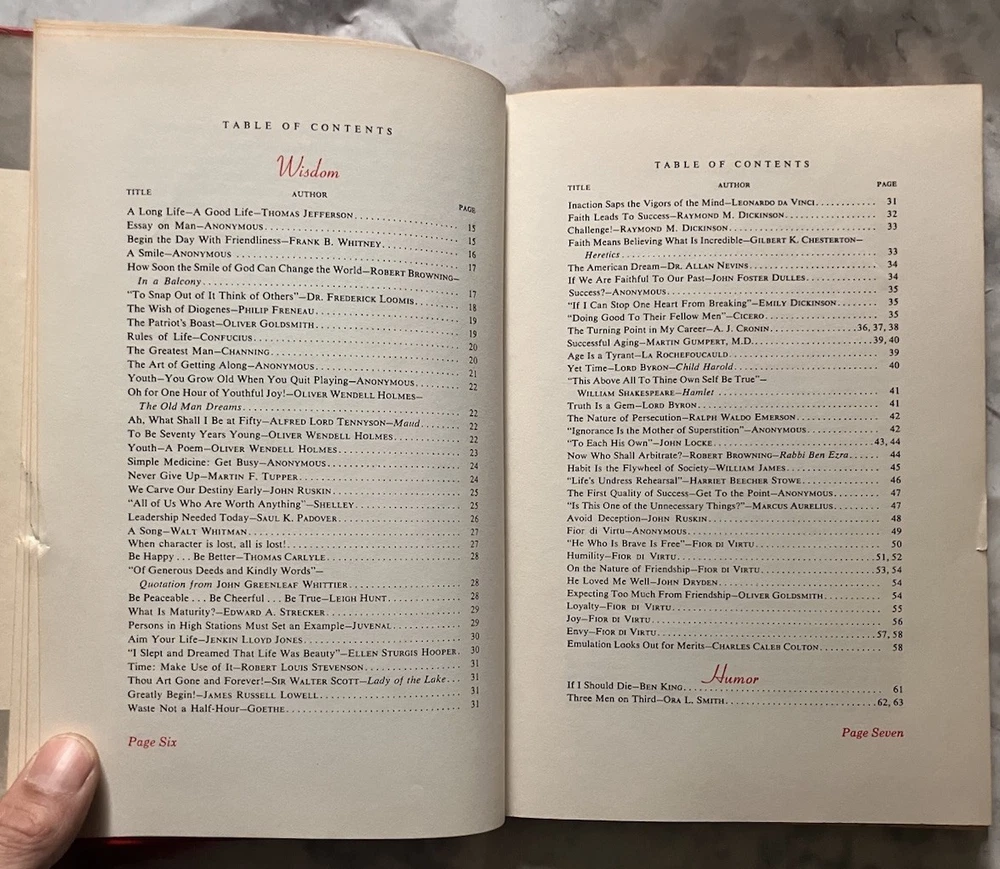 TABLE OF CONTENTS
Wisdom
TITLE AUTHOR PAGE
A Long Life—A Good Life—THOMAS JEFFERSON 15
Essay on Man—ANONYMOUS 15
Begin the Day With Friendliness—FRANK B. WHITNEY 16
A Smile—ANONYMOUS 17
How Soon the Smile of God Can Change the World—ROBERT BROWNING—
In a Balcony 17
"To Snap Out of It Think of Others"—DR. FREDERICK LOOMIS 18
The Wish of Diogenes—PHILIP FRENEAU 19
The Patriot's Boast—OLIVER GOLDSMITH 19
Rules of Life—CONFUCIUS 20
The Greatest Man—CHANNING 20
The Art of Getting Along—ANONYMOUS 21
Youth—You Grow Old When You Quit Playing—ANONYMOUS 22
Oh for One Hour of Youthful Joy!—OLIVER WENDELL HOLMES—
The Old Man Dreams 22
Ah, What Shall I Be at Fifty—ALFRED LORD TENNYSON—Maud 22
To Be Seventy Years Young—OLIVER WENDELL HOLMES 22
Youth—A Poem—OLIVER WENDELL HOLMES 23
Simple Medicine: Get Busy—ANONYMOUS 24
Never Give Up—MARTIN F. TUPPER 24
We Carve Our Destiny Early—JOHN RUSKIN 25
"All of Us Who Are Worth Anything"—SHELLEY 25
Leadership Needed Today—SAUL K. PADOVER 26
A Song—WALT WHITMAN 27
When character is lost, all is lost! 27
Be Happy . . . Be Better—THOMAS CARLYLE 28
"Of Generous Deeds and Kindly Words"—
Quotation from JOHN GREENLEAF WHITTIER 28
Be Peaceable . . . Be Cheerful . . . Be True—LEIGH HUNT 28
What Is Maturity?—EDWARD A. STRECKER 29
Persons in High Stations Must Set an Example—JUVENAL 29
Aim Your Life—JENKIN LLOYD JONES 30
"I Slept and Dreamed That Life Was Beauty"—ELLEN STURGIS HOOPER 30
Time: Make Use of It—ROBERT LOUIS STEVENSON 31
Thou Art Gone and Forever!—SIR WALTER SCOTT—Lady of the Lake 31
Greatly Begin!—JAMES RUSSELL LOWELL 31
Waste Not a Half-Hour—GOETHE 31
Page Six
TABLE OF CONTENTS
TITLE AUTHOR PAGE
Inaction Saps the Vigors of the Mind—LEONARDO DA VINCI 31
Faith Leads To Success—RAYMOND M. DICKINSON 32
Challenge!—RAYMOND M. DICKINSON 33
Faith Means Believing What Is Incredible—GILBERT K. CHESTERTON—
Heretics 33
The American Dream—DR. ALLAN NEVINS 34
If We Are Faithful To Our Past—JOHN FOSTER DULLES 34
Success?—ANONYMOUS 35
"If I Can Stop One Heart From Breaking"—EMILY DICKINSON 35
"Doing Good To Their Fellow Men"—CICERO 35
The Turning Point in My Career—A. J. CRONIN 36, 37, 38
Successful Aging—MARTIN GUMPERT, M.D. 39, 40
Age Is a Tyrant—LA ROCHEFOUCAULD 39
Yet Time—LORD BYRON—Child Harold 40
"This Above All To Thine Own Self Be True"—
WILLIAM SHAKESPEARE—Hamlet 41
Truth Is a Gem—LORD BYRON 41
The Nature of Persecution—RALPH WALDO EMERSON 42
"Ignorance Is the Mother of Superstition"—ANONYMOUS 42
"To Each His Own"—JOHN LOCKE 43, 44
Now Who Shall Arbitrate?—ROBERT BROWNING—Rabbi Ben Ezra 44
Habit Is the Flywheel of Society—WILLIAM JAMES 45
"Life's Undress Rehearsal"—HARRIET BEECHER STOWE 46
The First Quality of Success—Get To the Point—ANONYMOUS 47
"Is This One of the Unnecessary Things?"—MARCUS AURELIUS 47
Avoid Deception—JOHN RUSKIN 48
Fior di Virtu—ANONYMOUS 49
"He Who Is Brave Is Free"—FIOR DI VIRTU 50
Humility—FIOR DI VIRTU 51, 52
On the Nature of Friendship—FIOR DI VIRTU 53, 54
He Loved Me Well—JOHN DRYDEN 54
Expecting Too Much From Friendship—OLIVER GOLDSMITH 54
Loyalty—FIOR DI VIRTU 55
Joy—FIOR DI VIRTU 56
Envy—FIOR DI VIRTU 57, 58
Emulation Looks Out for Merits—CHARLES CALEB COLTON 58
Humor
If I Should Die—BEN KING 61
Three Men on Third—ORA L. SMITH 62, 63
Page Seven